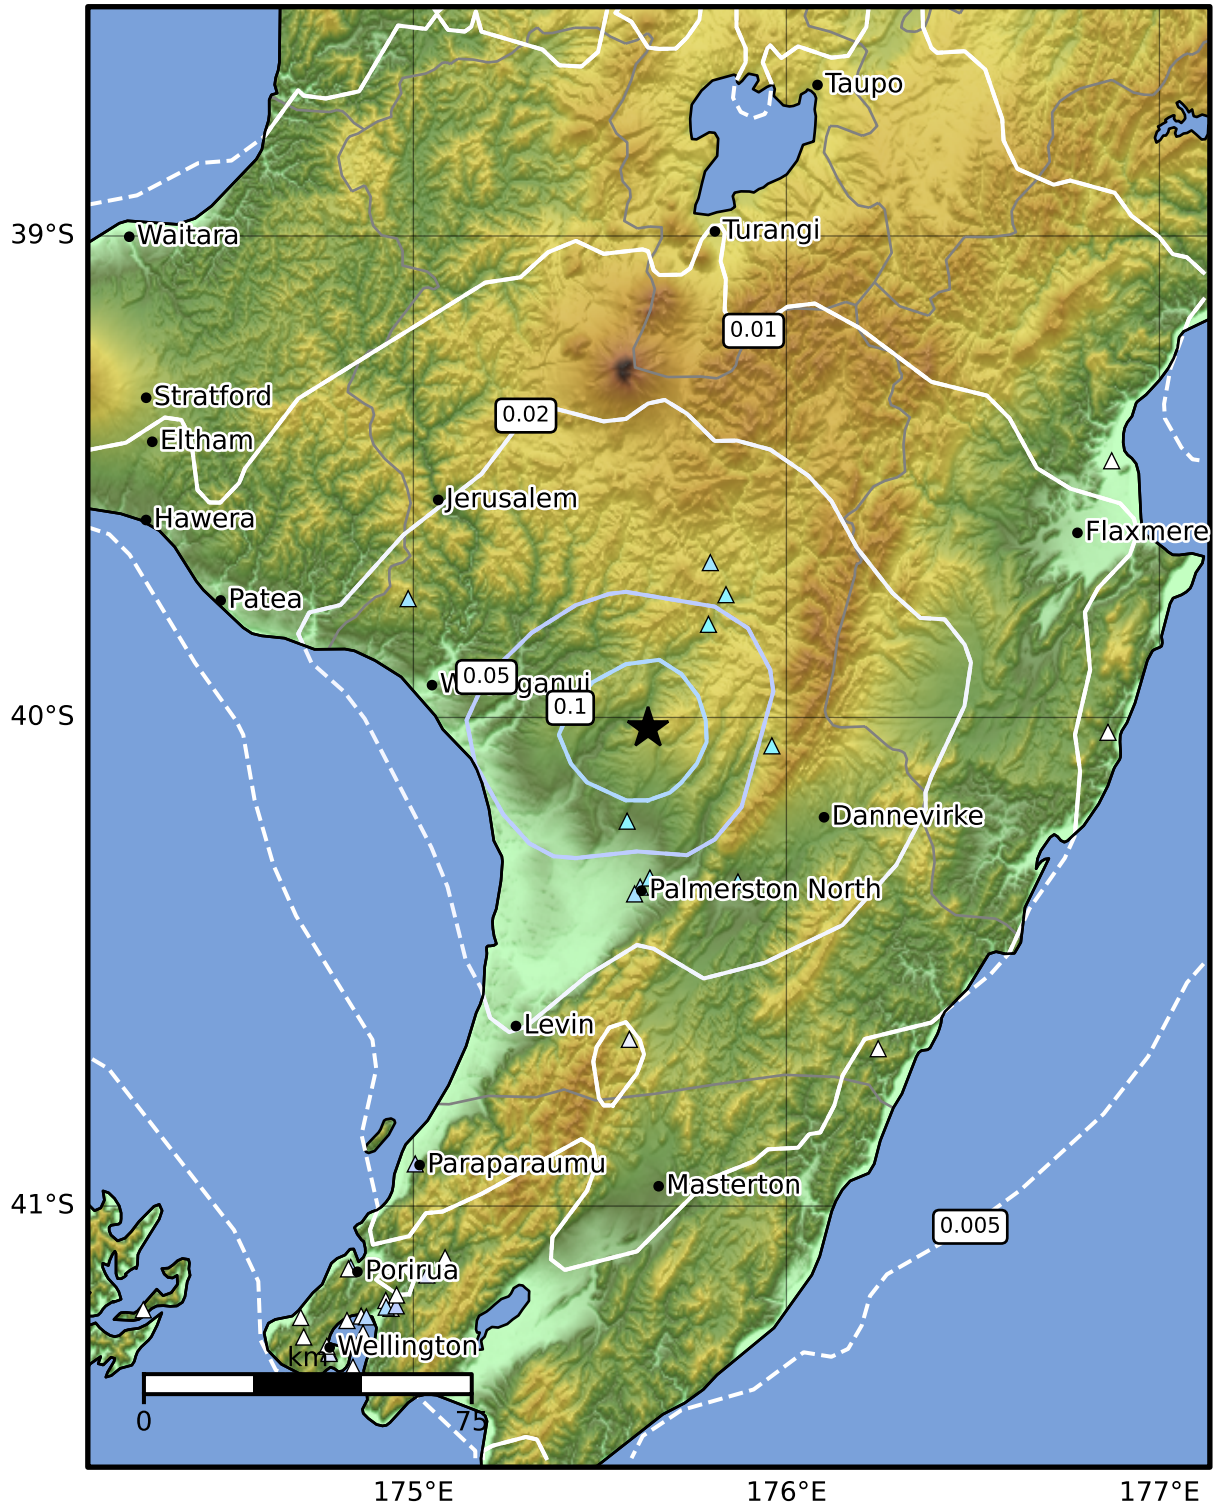 Taupo
39°S
Waitara
Turangi
0.01
Stratford
0.02
Eltham
Jerusalem
Hawera
Flaxmere
Patea
0.05
0.1
40°S
Dannevirke
Palmerston North
Levin
Paraparaumu
Masterton
41°S
0.005
Porirua
Wellington
km
0
75
175°E
176°E
177°E